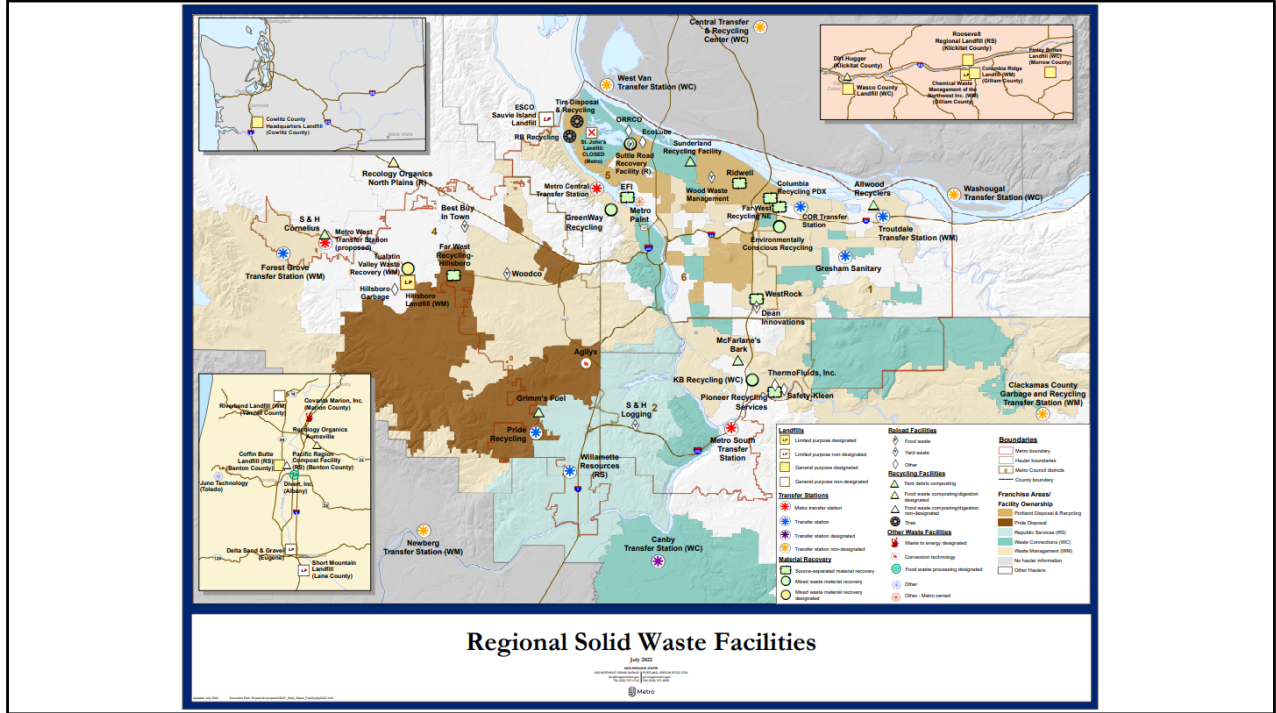 Central Transfer
& Recycling
Center (WC)
West Van
Transfer Station (WC)
Tire Disposal
& Recycling
ESCO
Sauvie Island
Landfill
LP
ORRCO
EcoLube
RB Recycling
St. John's
Landfill
CLOSED
(Metro)
Suttle Road
Recovery
Facility (R)
Sunderland
Recycling Facility
5
Recology Organics
North Plains (R)
Metro Central
Transfer Station
EFI
Wood Waste
Management
Ridwell
Columbia
Recycling PDX
Allwood
Recyclers
Washougal
Transfer Station (WC)
GreenWay
Recycling
Metro
Paint
Far West
Recycling NE
COR Transfer
Station
Troutdale
Transfer Station (WM)
Environmentally
Conscious Recycling
S & H
Cornelius
Metro West
Transfer Station
(proposed)
Best Buy
In Town
4
Forest Grove
Transfer Station (WM)
Tualatin
Valley Waste
Recovery (WM)
Far West
Recycling-
Hillsboro
Woodco
Hillsboro
Garbage
LP
Hillsboro
Landfill (WM)
6
Gresham Sanitary
1
WestRock
Dean
Innovations
McFarlane's
Bark
Agilyx
KB Recycling (WC)
ThermoFluids, Inc.
Pioneer Recycling
Services
Safety-Kleen
Clackamas County
Garbage and Recycling
Transfer Station (WM)
Grimm's Fuel
S & H
Logging
2
Pride
Recycling
Metro South
Transfer
Station
Willamette
Resources
(RS)
Newberg
Transfer Station (WM)
Canby
Transfer Station (WC)
Cowlitz County
Headquarters Landfill
(Cowlitz County)
Roosevelt
Regional Landfill (RS)
(Klickitat County)
Dirt Hugger
(Klickitat County)
Finley Buttes
Landfill (WC)
(Morrow County)
Wasco County
Landfill (WC)
LP
Columbia Ridge
Landfill (WM)
(Gilliam County)
Chemical Waste
Management of the
Northwest Inc. (WM)
(Gilliam County)
Riverbend Landfill (WM)
(Yamhill County)
Covanta Marion, Inc.
(Marion County)
Recology Organics
Aumsville
Coffin Butte
Landfill (RS)
(Benton County)
Pacific Region
Compost Facility
(RS) (Benton County)
Juno Technology
(Toledo)
Divert, Inc.
(Albany)
Delta Sand & Gravel
(Eugene)
LP
Short Mountain
Landfill
(Lane County)
LP
Landfills
LP Limited purpose designated
LP Limited purpose non-designated
General purpose designated
General purpose non-designated
Transfer Stations
Metro transfer station
Transfer station
Transfer station designated
Transfer station non-designated
Material Recovery
Source-separated material recovery
Mixed waste material recovery
Mixed waste material recovery
designated
Reload Facilities
Food waste
Yard waste
Other
Recycling Facilities
Yard debris composting
Food waste composting/digestion
designated
Food waste composting/digestion
non-designated
Tires
Other Waste Facilities
Waste to energy designated
Conversion technology
Food waste processing designated
Other
Other - Metro owned
Boundaries
Metro boundary
Hauler boundaries
6 Metro Council districts
County boundary
Franchise Areas/
Facility Ownership
Portland Disposal & Recycling
Pride Disposal
Republic Services (RS)
Waste Connections (WC)
Waste Management (WM)
No hauler information
Other Haulers
Regional Solid Waste Facilities
July 2022
Metro